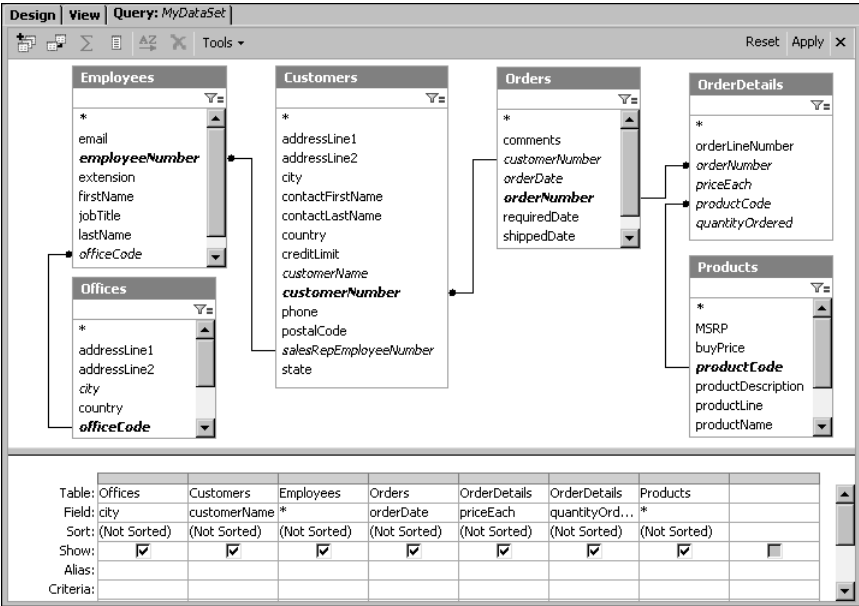 Design View Query: MyDataSet
Tools Reset Apply
Employees
*
email
employeeNumber
extension
firstName
jobTitle
lastName
officeCode
Offices
*
addressLine1
addressLine2
city
country
officeCode
Customers
*
addressLine1
addressLine2
city
contactFirstName
contactLastName
country
creditLimit
customerName
customerNumber
phone
postalCode
salesRepEmployeeNumber
state
Orders
*
comments
customerNumber
orderDate
orderNumber
requiredDate
shippedDate
OrderDetails
*
orderLineNumber
orderNumber
priceEach
productCode
quantityOrdered
Products
*
MSRP
buyPrice
productCode
productDescription
productLine
productName
Table: Offices Customers Employees Orders OrderDetails OrderDetails Products
Field: city customerName * orderDate priceEach quantityOrd... *
Sort: (Not Sorted) (Not Sorted) (Not Sorted) (Not Sorted) (Not Sorted) (Not Sorted) (Not Sorted)
Show:
Alias:
Criteria: